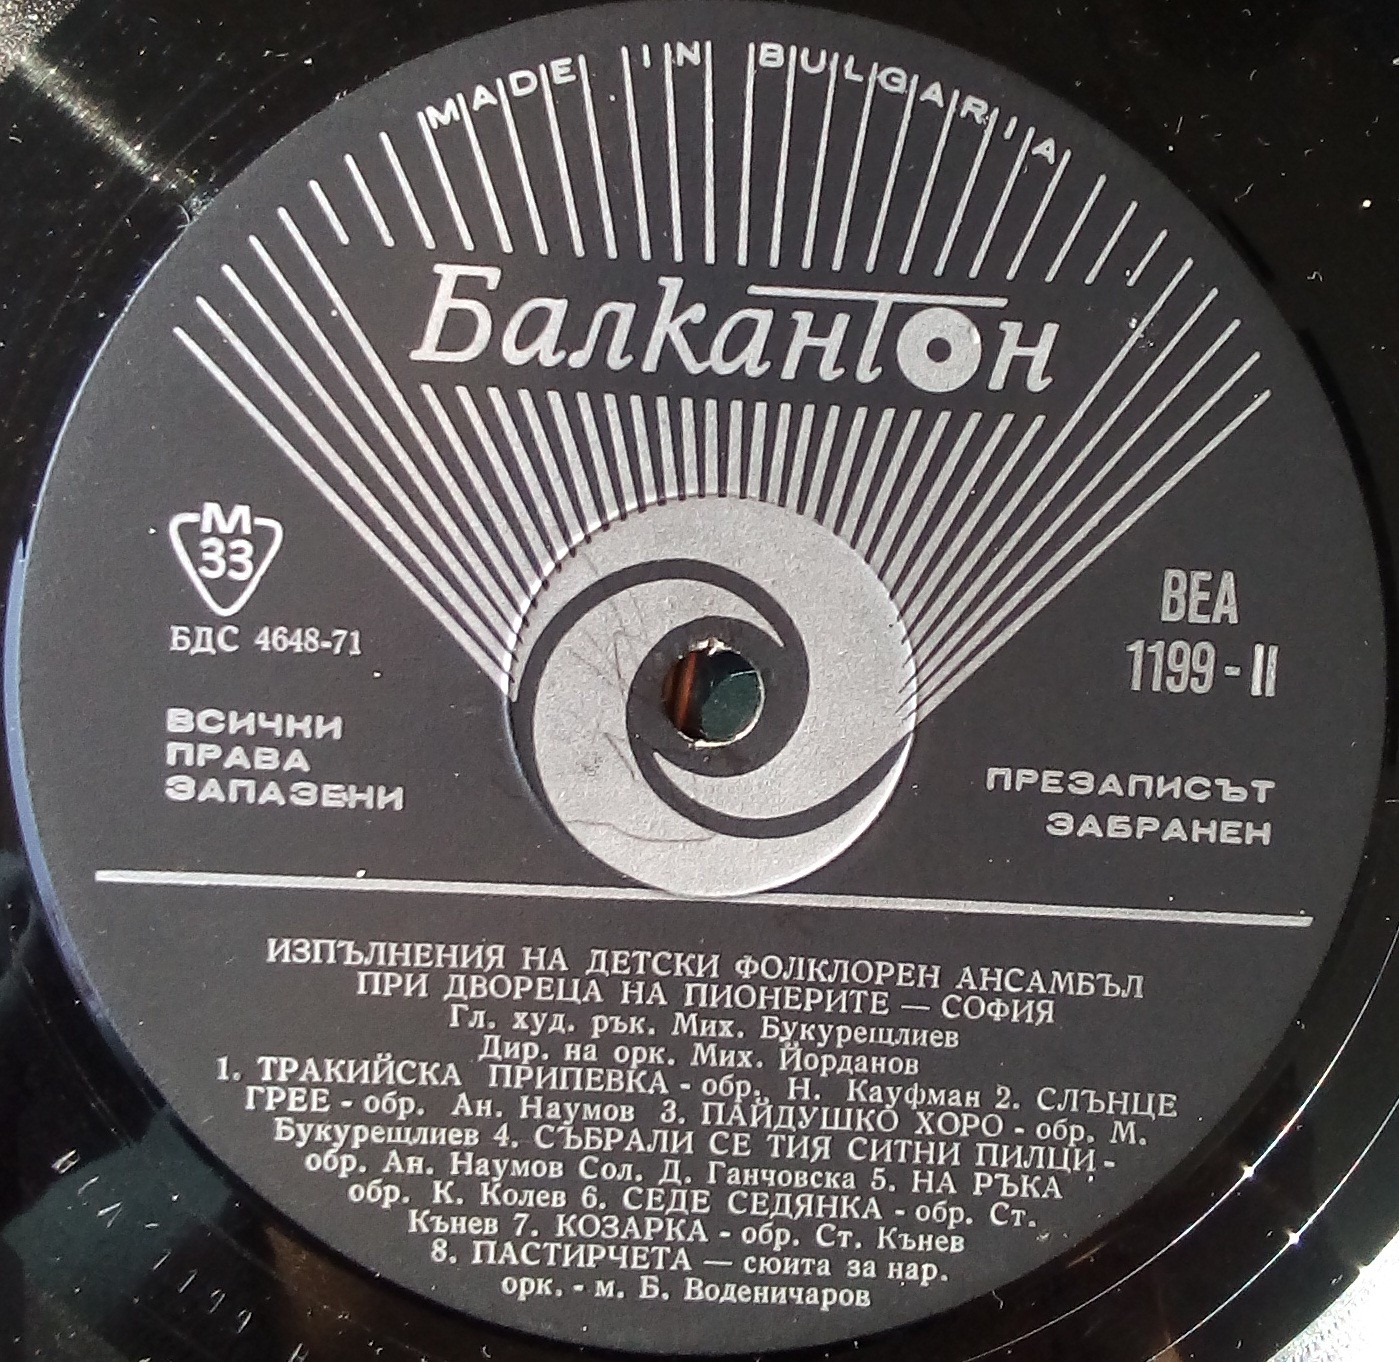 MADE IN BULGARIA
Балкантон
М
33
БДС 4648-71
ВСИЧКИ
ПРАВА
ЗАПАЗЕНИ
ВЕА
1199-II
ПРЕЗАПИСЪТ
ЗАБРАНЕН
ИЗПЪЛНЕНИЯ НА ДЕТСКИ ФОЛКЛОРЕН АНСАМБЪЛ
ПРИ ДВОРЕЦА НА ПИОНЕРИТЕ — СОФИЯ
Гл. худ. рък. Мих. Букурещлиев
Дир. на орк. Мих. Йорданов
1. ТРАКИЙСКА ПРИПЕВКА - обр. Н. Кауфман 2. СЛЪНЦЕ
ГРЕЕ - обр. Ан. Наумов 3. ПАЙДУШКО ХОРО - обр. М.
Букурещлиев 4. СЪБРАЛИ СЕ ТИЯ СИТНИ ПИЛЦИ -
обр. Ан. Наумов Сол. Д. Ганчовска 5. НА РЪКА
обр. К. Колев 6. СЕДЕ СЕДЯНКА - обр. Ст.
Кънев 7. КОЗАРКА - обр. Ст. Кънев
8. ПАСТИРЧЕТА — сюита за нар.
орк. - м. Б. Воденичаров